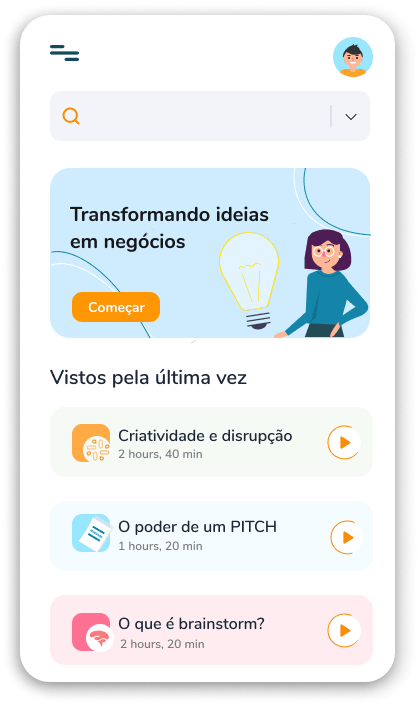 Transformando ideias
em negócios
Começar
Vistos pela última vez
Criatividade e disrupção
2 hours, 40 min
O poder de um PITCH
1 hours, 20 min
O que é brainstorm?
2 hours, 20 min